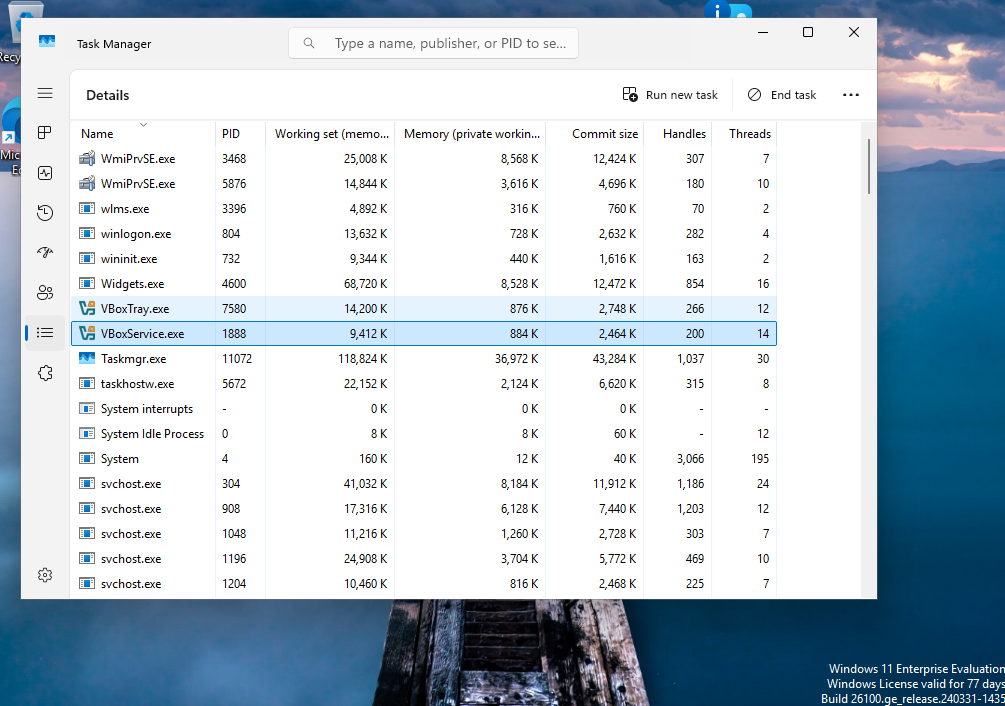 Task Manager
Type a name, publisher, or PID to se...
Recy
Mic
Ec
Details
Run new task
End task
Name PID Working set (memo... Memory (private workin... Commit size Handles Threads
WmiPrvSE.exe 3468 25,008 K 8,568 K 12,424 K 307 7
WmiPrvSE.exe 5876 14,844 K 3,616 K 4,696 K 180 10
wlms.exe 3396 4,892 K 316 K 760 K 70 2
winlogon.exe 804 13,632 K 728 K 2,632 K 282 4
wininit.exe 732 9,344 K 440 K 1,616 K 163 2
Widgets.exe 4600 68,720 K 8,528 K 12,472 K 854 16
VBoxTray.exe 7580 14,200 K 876 K 2,748 K 266 12
VBoxService.exe 1888 9,412 K 884 K 2,464 K 200 14
Taskmgr.exe 11072 118,824 K 36,972 K 43,284 K 1,037 30
taskhostw.exe 5672 22,152 K 2,124 K 6,620 K 315 8
System interrupts - 0 K 0 K 0 K - -
System Idle Process 0 8 K 8 K 60 K - 12
System 4 160 K 12 K 40 K 3,066 195
svchost.exe 304 41,032 K 8,184 K 11,912 K 1,186 24
svchost.exe 908 17,316 K 6,128 K 7,440 K 1,203 12
svchost.exe 1048 11,216 K 1,260 K 2,728 K 303 7
svchost.exe 1196 24,908 K 3,704 K 5,772 K 469 10
svchost.exe 1204 10,460 K 816 K 2,468 K 225 7
Windows 11 Enterprise Evaluation
Windows License valid for 77 days
Build 26100.ge_release.240331-1435